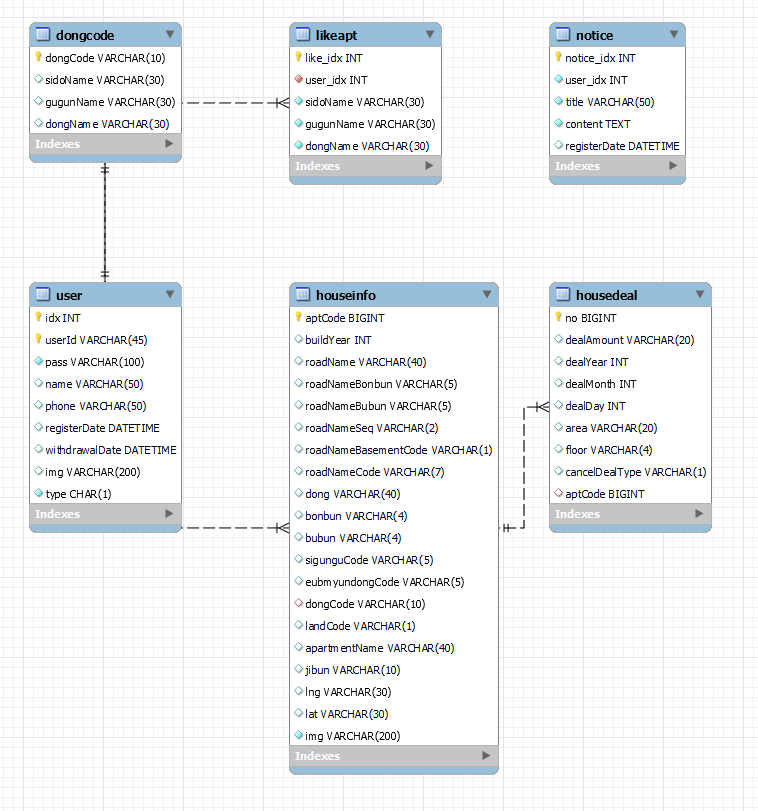 dongcode
dongCode VARCHAR(10)
sidoName VARCHAR(30)
gugunName VARCHAR(30)
dongName VARCHAR(30)
Indexes
likeapt
like_idx INT
user_idx INT
sidoName VARCHAR(30)
gugunName VARCHAR(30)
dongName VARCHAR(30)
Indexes
notice
notice_idx INT
user_idx INT
title VARCHAR(50)
content TEXT
registerDate DATETIME
Indexes
user
idx INT
userId VARCHAR(45)
pass VARCHAR(100)
name VARCHAR(50)
phone VARCHAR(50)
registerDate DATETIME
withdrawalDate DATETIME
img VARCHAR(200)
type CHAR(1)
Indexes
houseinfo
aptCode BIGINT
buildYear INT
roadName VARCHAR(40)
roadNameBonbun VARCHAR(5)
roadNameBubun VARCHAR(5)
roadNameSeq VARCHAR(2)
roadNameBasementCode VARCHAR(1)
roadNameCode VARCHAR(7)
dong VARCHAR(40)
bonbun VARCHAR(4)
bubun VARCHAR(4)
sigunguCode VARCHAR(5)
eubmyundongCode VARCHAR(5)
dongCode VARCHAR(10)
landCode VARCHAR(1)
apartmentName VARCHAR(40)
jibun VARCHAR(10)
lng VARCHAR(30)
lat VARCHAR(30)
img VARCHAR(200)
Indexes
housedeal
no BIGINT
dealAmount VARCHAR(20)
dealYear INT
dealMonth INT
dealDay INT
area VARCHAR(20)
floor VARCHAR(4)
cancelDealType VARCHAR(1)
aptCode BIGINT
Indexes